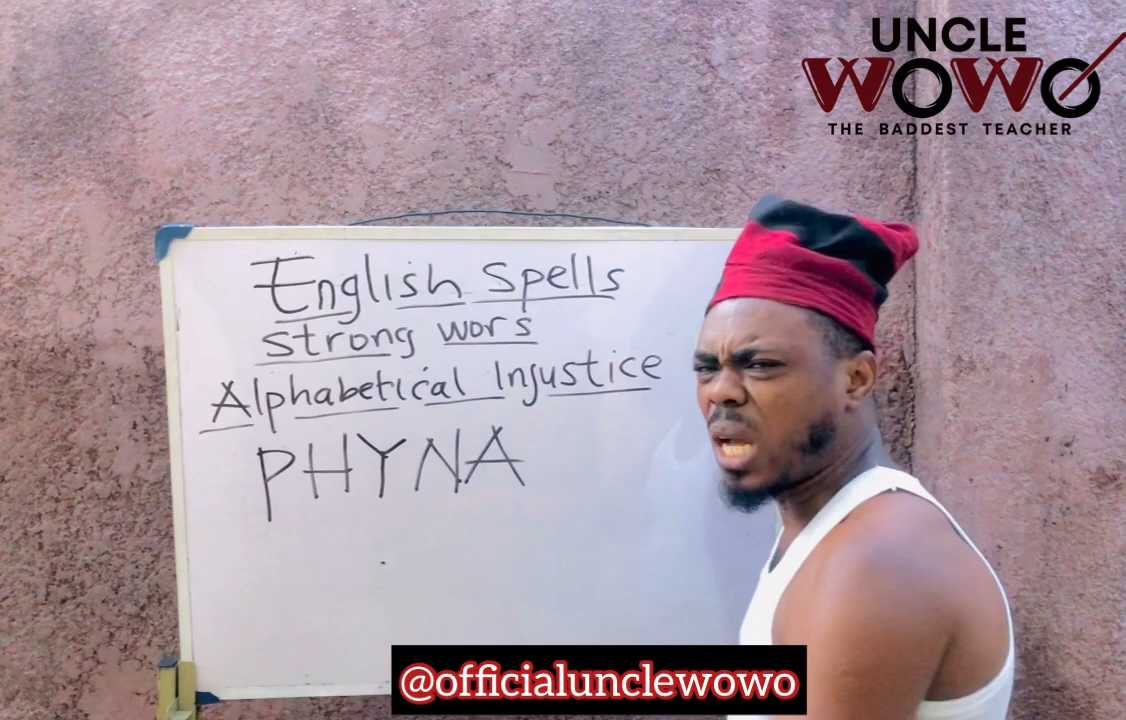 UNCLE
WOWO
THE BADDEST TEACHER
English Spells
strong wors
Alphabetical Injustice
PHYNA
@officialunclewowo